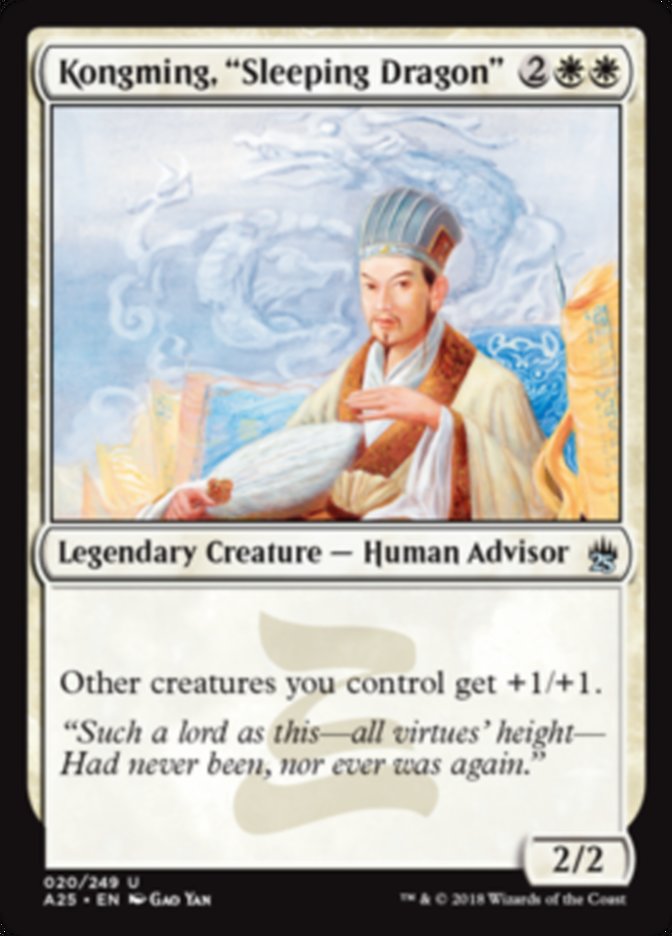 Kongming, “Sleeping Dragon” 2
Legendary Creature — Human Advisor
25
Other creatures you control get +1/+1.
“Such a lord as this—all virtues’ height—
Had never been, nor ever was again.”
2/2
020/249 U
A25 • EN Gao Yan
™ & © 2018 Wizards of the Coast